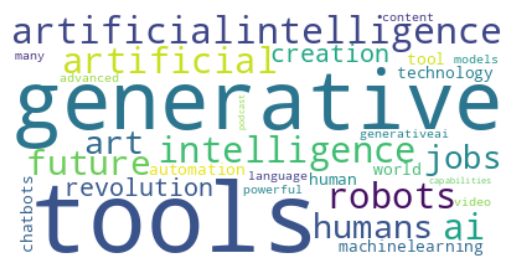 content
artificialintelligence
many
artificial
creation
tool
models
advanced
technology
generative
podcast
generativeai
art
intelligence
jobs
future
automation
world
language
human
capabilities
chatbots
revolution
powerful
robots
video
tools
humans
ai
machinelearning